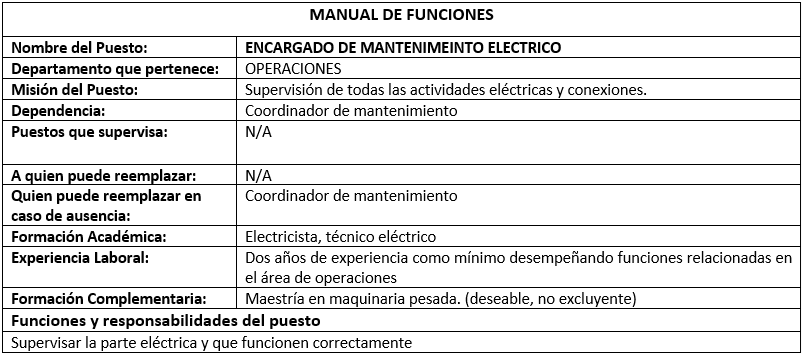 MANUAL DE FUNCIONES
Nombre del Puesto: ENCARGADO DE MANTENIMEINTO ELECTRICO
Departamento que pertenece: OPERACIONES
Misión del Puesto: Supervisión de todas las actividades eléctricas y conexiones.
Dependencia: Coordinador de mantenimiento
Puestos que supervisa: N/A
A quien puede reemplazar: N/A
Quien puede reemplazar en Coordinador de mantenimiento
caso de ausencia:
Formación Académica: Electricista, técnico eléctrico
Experiencia Laboral: Dos años de experiencia como mínimo desempeñando funciones relacionadas en
el área de operaciones
Formación Complementaria: Maestría en maquinaria pesada. (deseable, no excluyente)
Funciones y responsabilidades del puesto
Supervisar la parte eléctrica y que funcionen correctamente